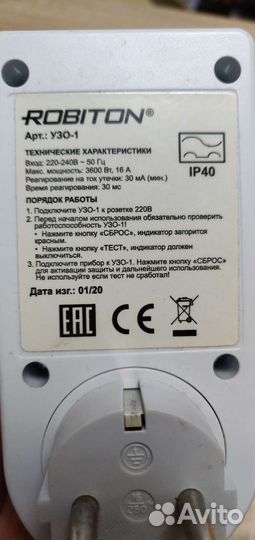 ROBITON®
Арт.: УЗО-1
ТЕХНИЧЕСКИЕ ХАРАКТЕРИСТИКИ
Вход: 220-240В ~ 50 Гц
Макс. мощность: 3600 Вт, 16 А
Реагирование на ток утечки: 30 мА (мин.)
Время реагирования: 30 мс
IP40
ПОРЯДОК РАБОТЫ
1. Подключите УЗО-1 к розетке 220В
2. Перед началом использования обязательно проверить
работоспособность УЗО-1!
• Нажмите кнопку «СБРОС», индикатор загорится
красным.
• Нажмите кнопку «ТЕСТ», индикатор должен
выключиться.
3. Подключите прибор к УЗО-1. Нажмите кнопку «СБРОС»
для активации защиты и дальнейшего использования.
Не используйте если тест не сработал!
Дата изг.: 01/20
EAC CE
16
250
Avito